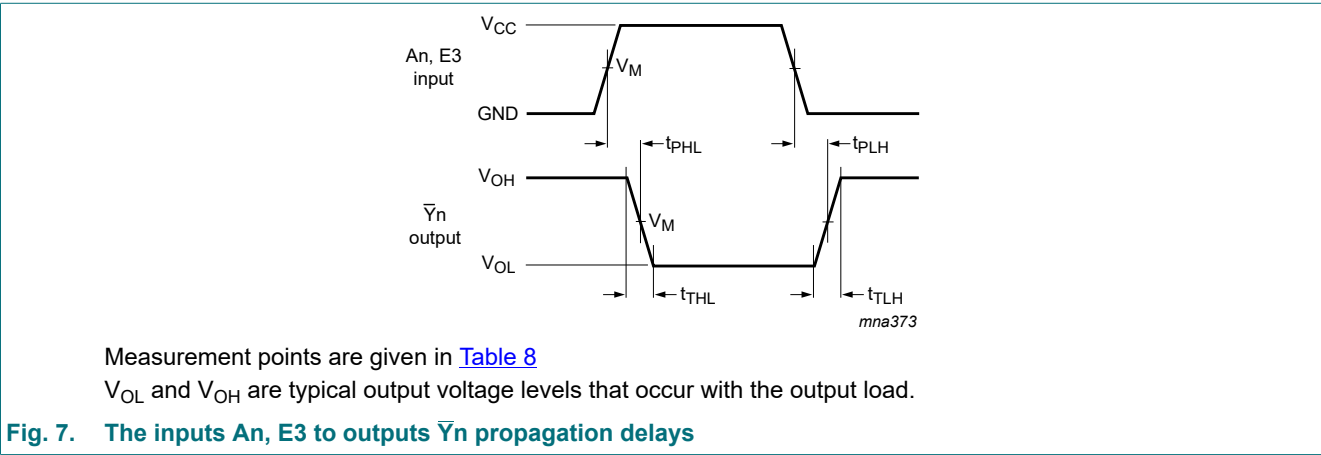 VCC
An, E3
input
VM
GND
tPHL
tPLH
VOH
Y̅n
output
VM
VOL
tTHL
tTLH
mna373
Measurement points are given in Table 8
VOL and VOH are typical output voltage levels that occur with the output load.
Fig. 7. The inputs An, E3 to outputs Y̅n propagation delays